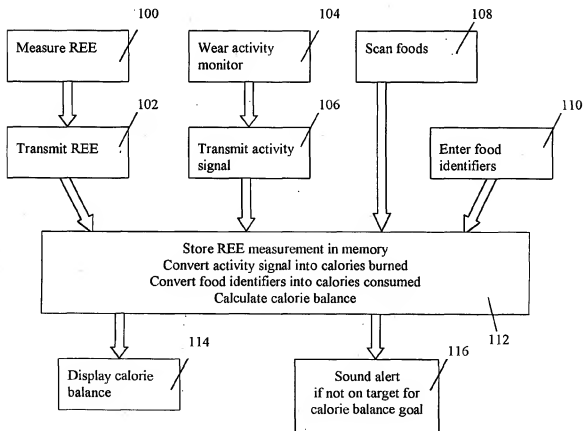 100
104
108
Measure REE
Wear activity
monitor
Scan foods
102
106
110
Transmit REE
Transmit activity
signal
Enter food
identifiers
Store REE measurement in memory
Convert activity signal into calories burned
Convert food identifiers into calories consumed
Calculate calorie balance
112
114
116
Display calorie
balance
Sound alert
if not on target for
calorie balance goal